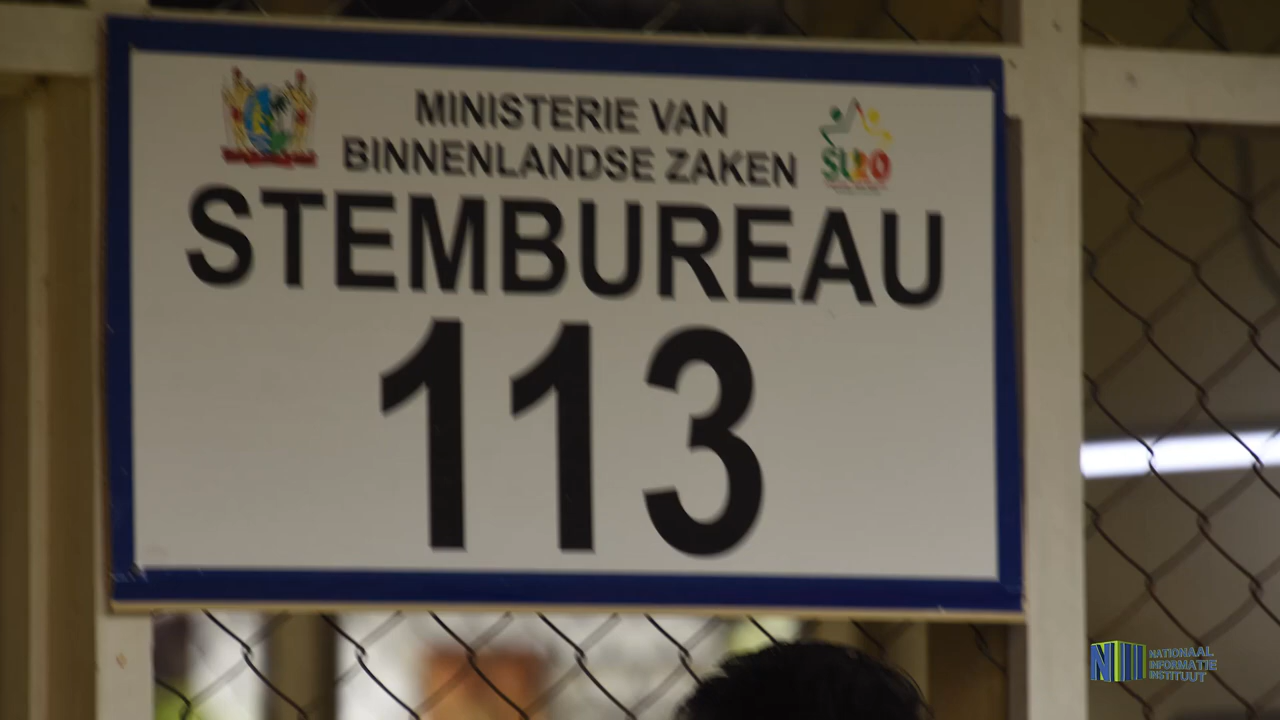 MINISTERIE VAN
BINNENLANDSE ZAKEN
STEMBUREAU
113
NATIONAAL
INFORMATIE
INSTITUUT